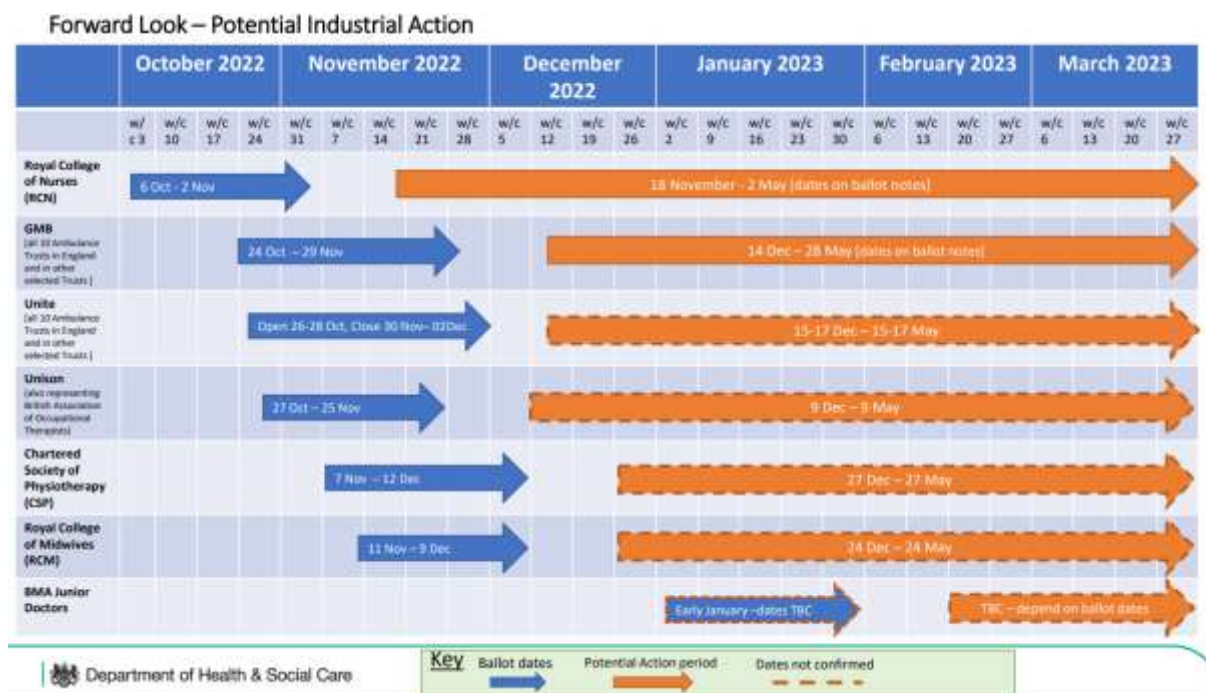 Forward Look – Potential Industrial Action
October 2022
November 2022
December
2022
January 2023
February 2023
March 2023
w/
c 3
w/c
10
w/c
17
w/c
24
w/c
31
w/c
7
w/c
14
w/c
21
w/c
28
w/c
5
w/c
12
w/c
19
w/c
26
w/c
2
w/c
9
w/c
16
w/c
23
w/c
30
w/c
6
w/c
13
w/c
20
w/c
27
w/c
6
w/c
13
w/c
20
w/c
27
Royal College
of Nurses
(RCN)
6 Oct - 2 Nov
18 November - 2 May [dates on ballot notes]
GMB
[all 10 Ambulance
Trusts in England
and in other
selected Trusts ]
24 Oct – 29 Nov
14 Dec – 28 May [dates on ballot notes]
Unite
[all 10 Ambulance
Trusts in England
and in other
selected Trusts ]
Open 26-28 Oct, Close 30 Nov– 02Dec
15-17 Dec – 15-17 May
Unison
(also representing
British Association
of Occupational
Therapists)
27 Oct – 25 Nov
9 Dec – 9 May
Chartered
Society of
Physiotherapy
(CSP)
7 Nov – 12 Dec
27 Dec – 27 May
Royal College
of Midwives
(RCM)
11 Nov – 9 Dec
24 Dec – 24 May
BMA Junior
Doctors
Early January –dates TBC
TBC – depend on ballot dates
Department of Health & Social Care
Key
Ballot dates
Potential Action period
Dates not confirmed